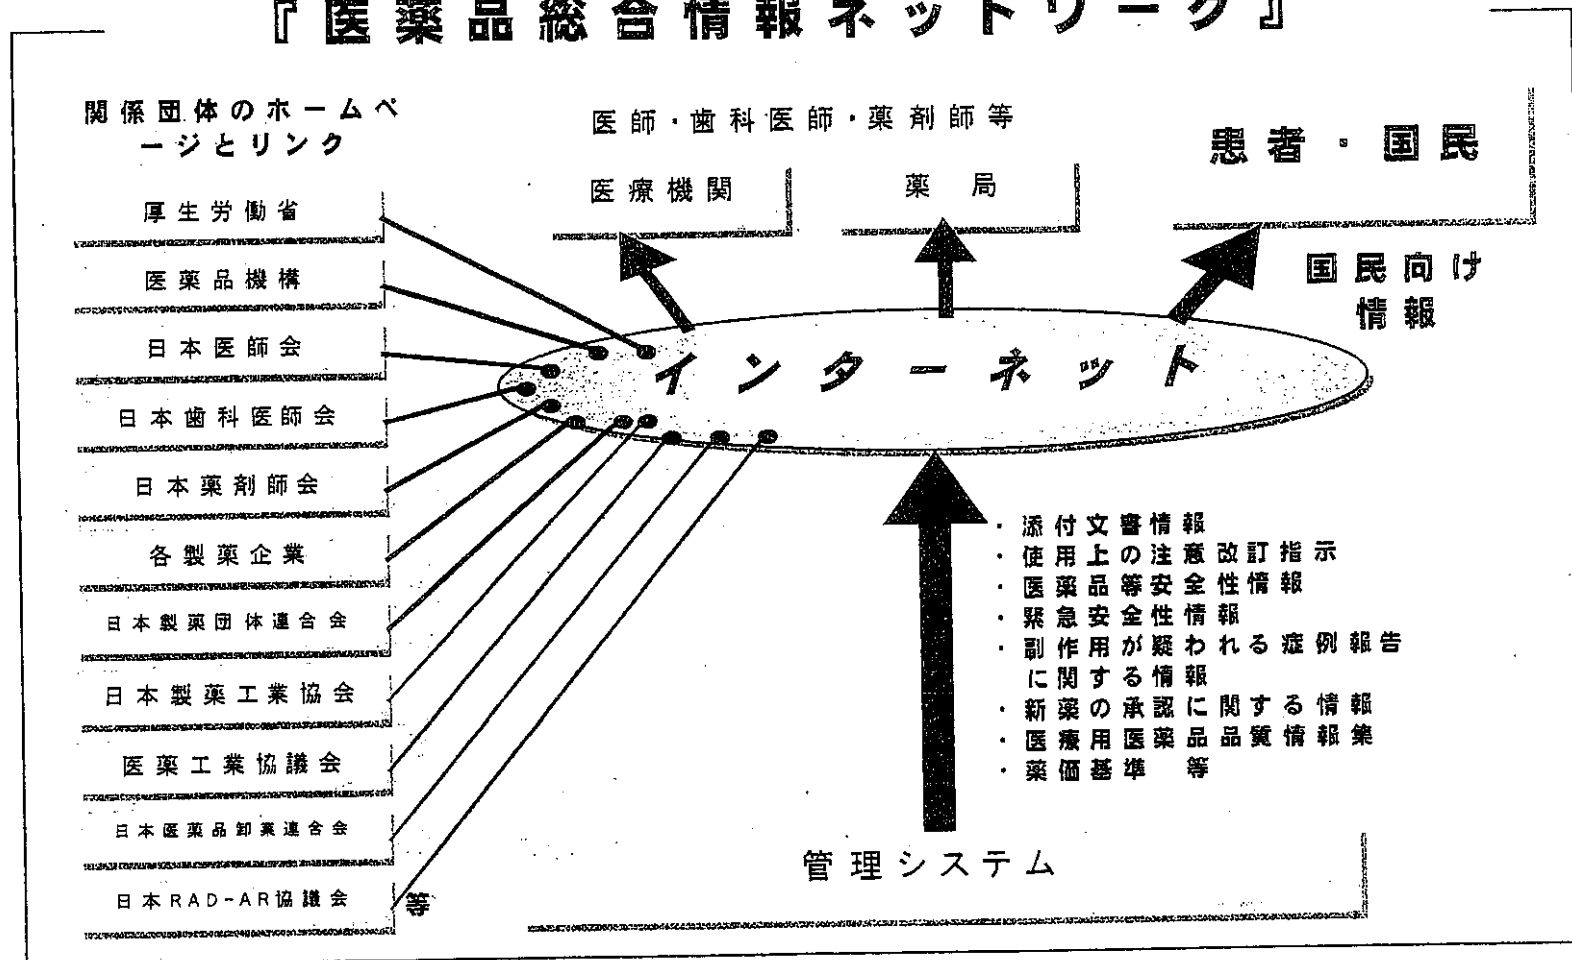 『医薬品総合情報ネットワーク』
関係団体のホームペ
ージとリンク
厚生労働省
医薬品機構
日本医師会
日本歯科医師会
日本薬剤師会
各製薬企業
日本製薬団体連合会
日本製薬工業協会
医薬工業協議会
日本医薬品卸業連合会
日本RAD-AR協議会
等
医師・歯科医師・薬剤師等
医療機関
薬局
患者・国民
国民向け
情報
インターネット
・添付文書情報
・使用上の注意改訂指示
・医薬品等安全性情報
・緊急安全性情報
・副作用が疑われる症例報告
に関する情報
・新薬の承認に関する情報
・医療用医薬品品質情報集
・薬価基準 等
管理システム